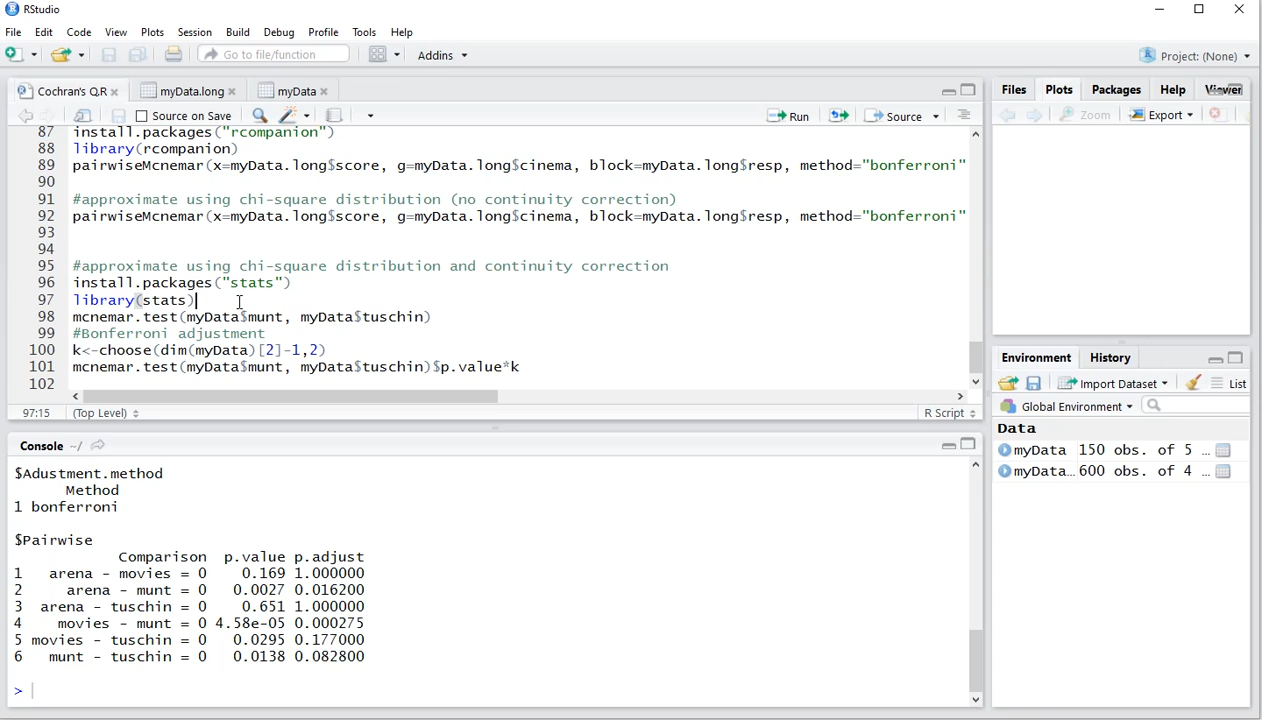 RStudio
File Edit Code View Plots Session Build Debug Profile Tools Help
Go to file/function Addins Project: (None)
Cochran's Q.R myData.long myData
Source on Save Run Source
87 install.packages("rcompanion")
88 library(rcompanion)
89 pairwiseMcnemar(x=myData.long$score, g=myData.long$cinema, block=myData.long$resp, method="bonferroni"
90
91 #approximate using chi-square distribution (no continuity correction)
92 pairwiseMcnemar(x=myData.long$score, g=myData.long$cinema, block=myData.long$resp, method="bonferroni"
93
94
95 #approximate using chi-square distribution and continuity correction
96 install.packages("stats")
97 library(stats)
98 mcnemar.test(myData$munt, myData$tuschin)
99 #Bonferroni adjustment
100 k<-choose(dim(myData)[2]-1,2)
101 mcnemar.test(myData$munt, myData$tuschin)$p.value*k
102
97:15 (Top Level) R Script
Console ~/
$Adustment.method
Method
1 bonferroni
$Pairwise
Comparison p.value p.adjust
1 arena - movies = 0 0.169 1.000000
2 arena - munt = 0 0.0027 0.016200
3 arena - tuschin = 0 0.651 1.000000
4 movies - munt = 0 4.58e-05 0.000275
5 movies - tuschin = 0 0.0295 0.177000
6 munt - tuschin = 0 0.0138 0.082800
>
Files Plots Packages Help Viewer
Zoom Export
Environment History
Import Dataset List
Global Environment
Data
myData 150 obs. of 5 …
myData… 600 obs. of 4 …